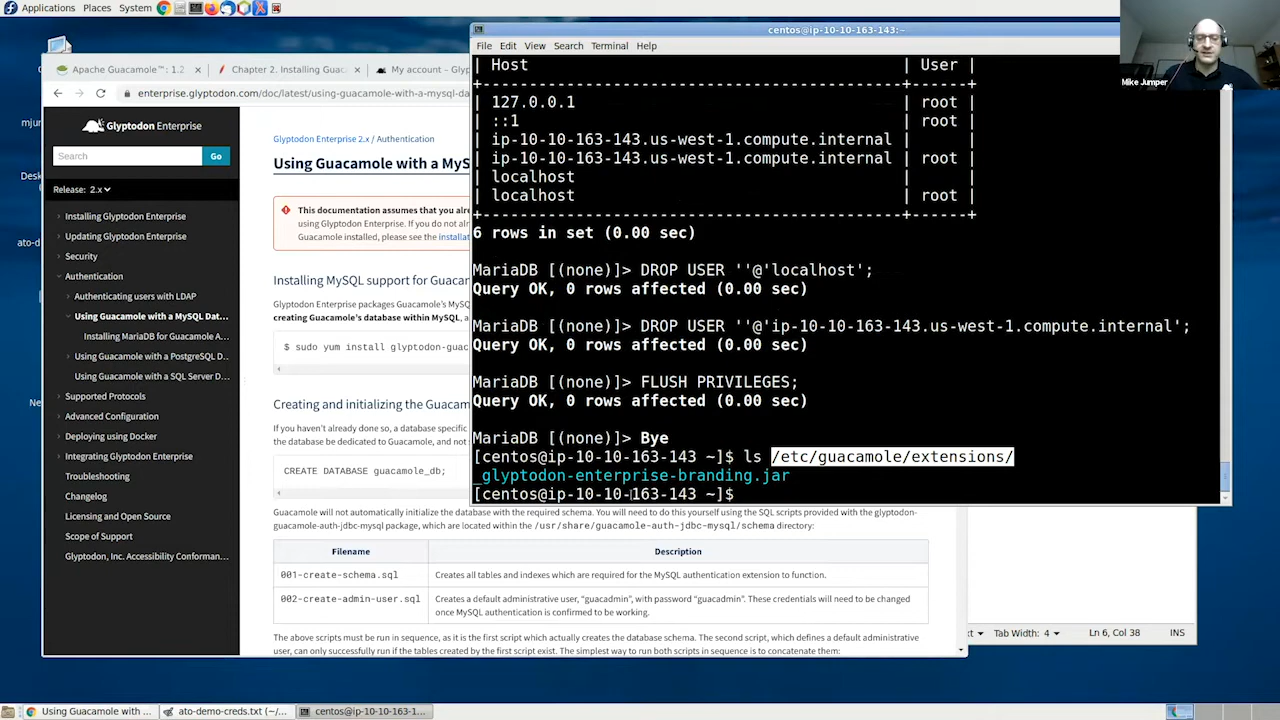 Applications Places System
centos@ip-10-10-163-143:~
File Edit View Search Terminal Help
| Host | User |
| 127.0.0.1 | root |
| ::1 | root |
| ip-10-10-163-143.us-west-1.compute.internal | |
| ip-10-10-163-143.us-west-1.compute.internal | root |
| localhost | |
| localhost | root |
6 rows in set (0.00 sec)
MariaDB [(none)]> DROP USER ''@'localhost';
Query OK, 0 rows affected (0.00 sec)
MariaDB [(none)]> DROP USER ''@'ip-10-10-163-143.us-west-1.compute.internal';
Query OK, 0 rows affected (0.00 sec)
MariaDB [(none)]> FLUSH PRIVILEGES;
Query OK, 0 rows affected (0.00 sec)
MariaDB [(none)]> Bye
[centos@ip-10-10-163-143 ~]$ ls /etc/guacamole/extensions/
_glyptodon-enterprise-branding.jar
[centos@ip-10-10-163-143 ~]$
Mike Jumper
Apache Guacamole™: 1.2
Chapter 2. Installing Guac
My account - Glyp
enterprise.glyptodon.com/doc/latest/using-guacamole-with-a-mysql-da
mju
Desk
ato-d
Ne
Glyptodon Enterprise
Search
Go
Release: 2.x
Installing Glyptodon Enterprise
Updating Glyptodon Enterprise
Security
Authentication
Authenticating users with LDAP
Using Guacamole with a MySQL Dat...
Installing MariaDB for Guacamole A...
Using Guacamole with a PostgreSQL D...
Using Guacamole with a SQL Server D...
Supported Protocols
Advanced Configuration
Deploying using Docker
Integrating Guacamole
Troubleshooting
Changelog
Licensing and Open Source
Scope of Support
Glyptodon, Inc. Accessibility Conforman...
Glyptodon Enterprise 2.x / Authentication
Using Guacamole with a MyS
This documentation assumes that you alre
using Glyptodon Enterprise. If you do not alr
Guacamole installed, please see the installat
Installing MySQL support for Guacam
Glyptodon Enterprise packages Guacamole's MySQ
creating Guacamole's database within MySQL, a
$ sudo yum install glyptodon-guac
Creating and initializing the Guacam
If you haven't already done so, a database specific
the database be dedicated to Guacamole, and not s
CREATE DATABASE guacamole_db;
Guacamole will not automatically initialize the database with the required schema. You will need to do this yourself using the SQL scripts provided with the glyptodon-
guacamole-auth-jdbc-mysql package, which are located within the /usr/share/guacamole-auth-jdbc-mysql/schema directory:
Filename Description
001-create-schema.sql Creates all tables and indexes which are required for the MySQL authentication extension to function.
002-create-admin-user.sql Creates a default administrative user, "guacadmin", with password "guacadmin". These credentials will need to be changed
once MySQL authentication is confirmed to be working.
The above scripts must be run in sequence, as it is the first script which actually creates the database schema. The second script, which defines a default administrative
user, can only successfully run if the tables created by the first script exist. The simplest way to run both scripts in sequence is to concatenate them:
xt Tab Width: 4 Ln 6, Col 38 INS
Using Guacamole with ...
ato-demo-creds.txt (~/...
centos@ip-10-10-163-1...